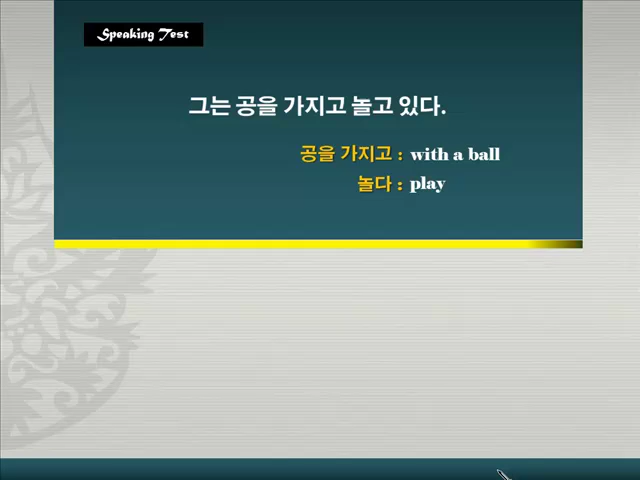 Speaking Test
그는 공을 가지고 놀고 있다.
공을 가지고 : with a ball
놀다 : play